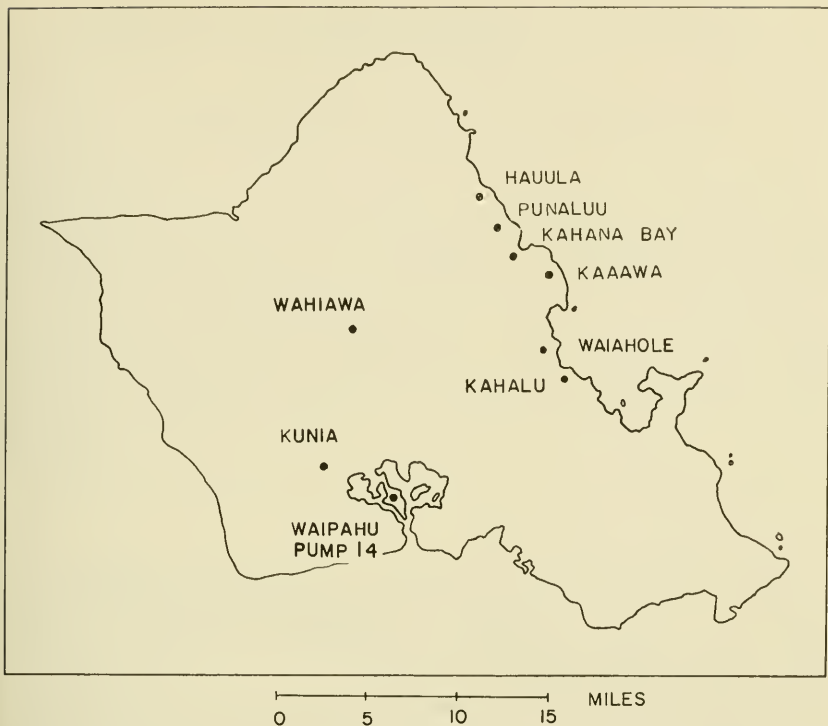 HAUULA
PUNALUU
KAHANA BAY
KAAAWA
WAHIAWA
WAIAHOLE
KAHALU
KUNIA
WAIPAHU
PUMP 14
MILES
0 5 10 15